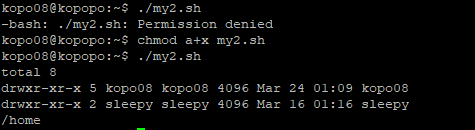 kopo08@kopopo:~$ ./my2.sh
-bash: ./my2.sh: Permission denied
kopo08@kopopo:~$ chmod a+x my2.sh
kopo08@kopopo:~$ ./my2.sh
total 8
drwxr-xr-x 5 kopo08 kopo08 4096 Mar 24 01:09 kopo08
drwxr-xr-x 2 sleepy sleepy 4096 Mar 16 01:16 sleepy
/home